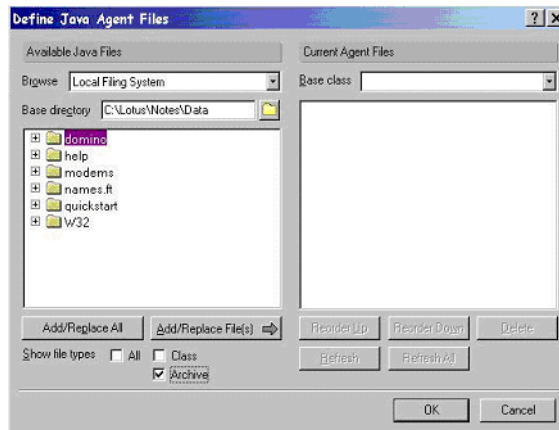 Define Java Agent Files
Available Java Files
Current Agent Files
Browse Local Filing System
Base class
Base directory C:\Lotus\Notes\Data
domino
help
modems
names.ft
quickstart
W32
Add/Replace All Add/Replace File(s)
Reorder Up Reorder Down Delete
Show file types All Class
Refresh Refresh All
Archive
OK Cancel